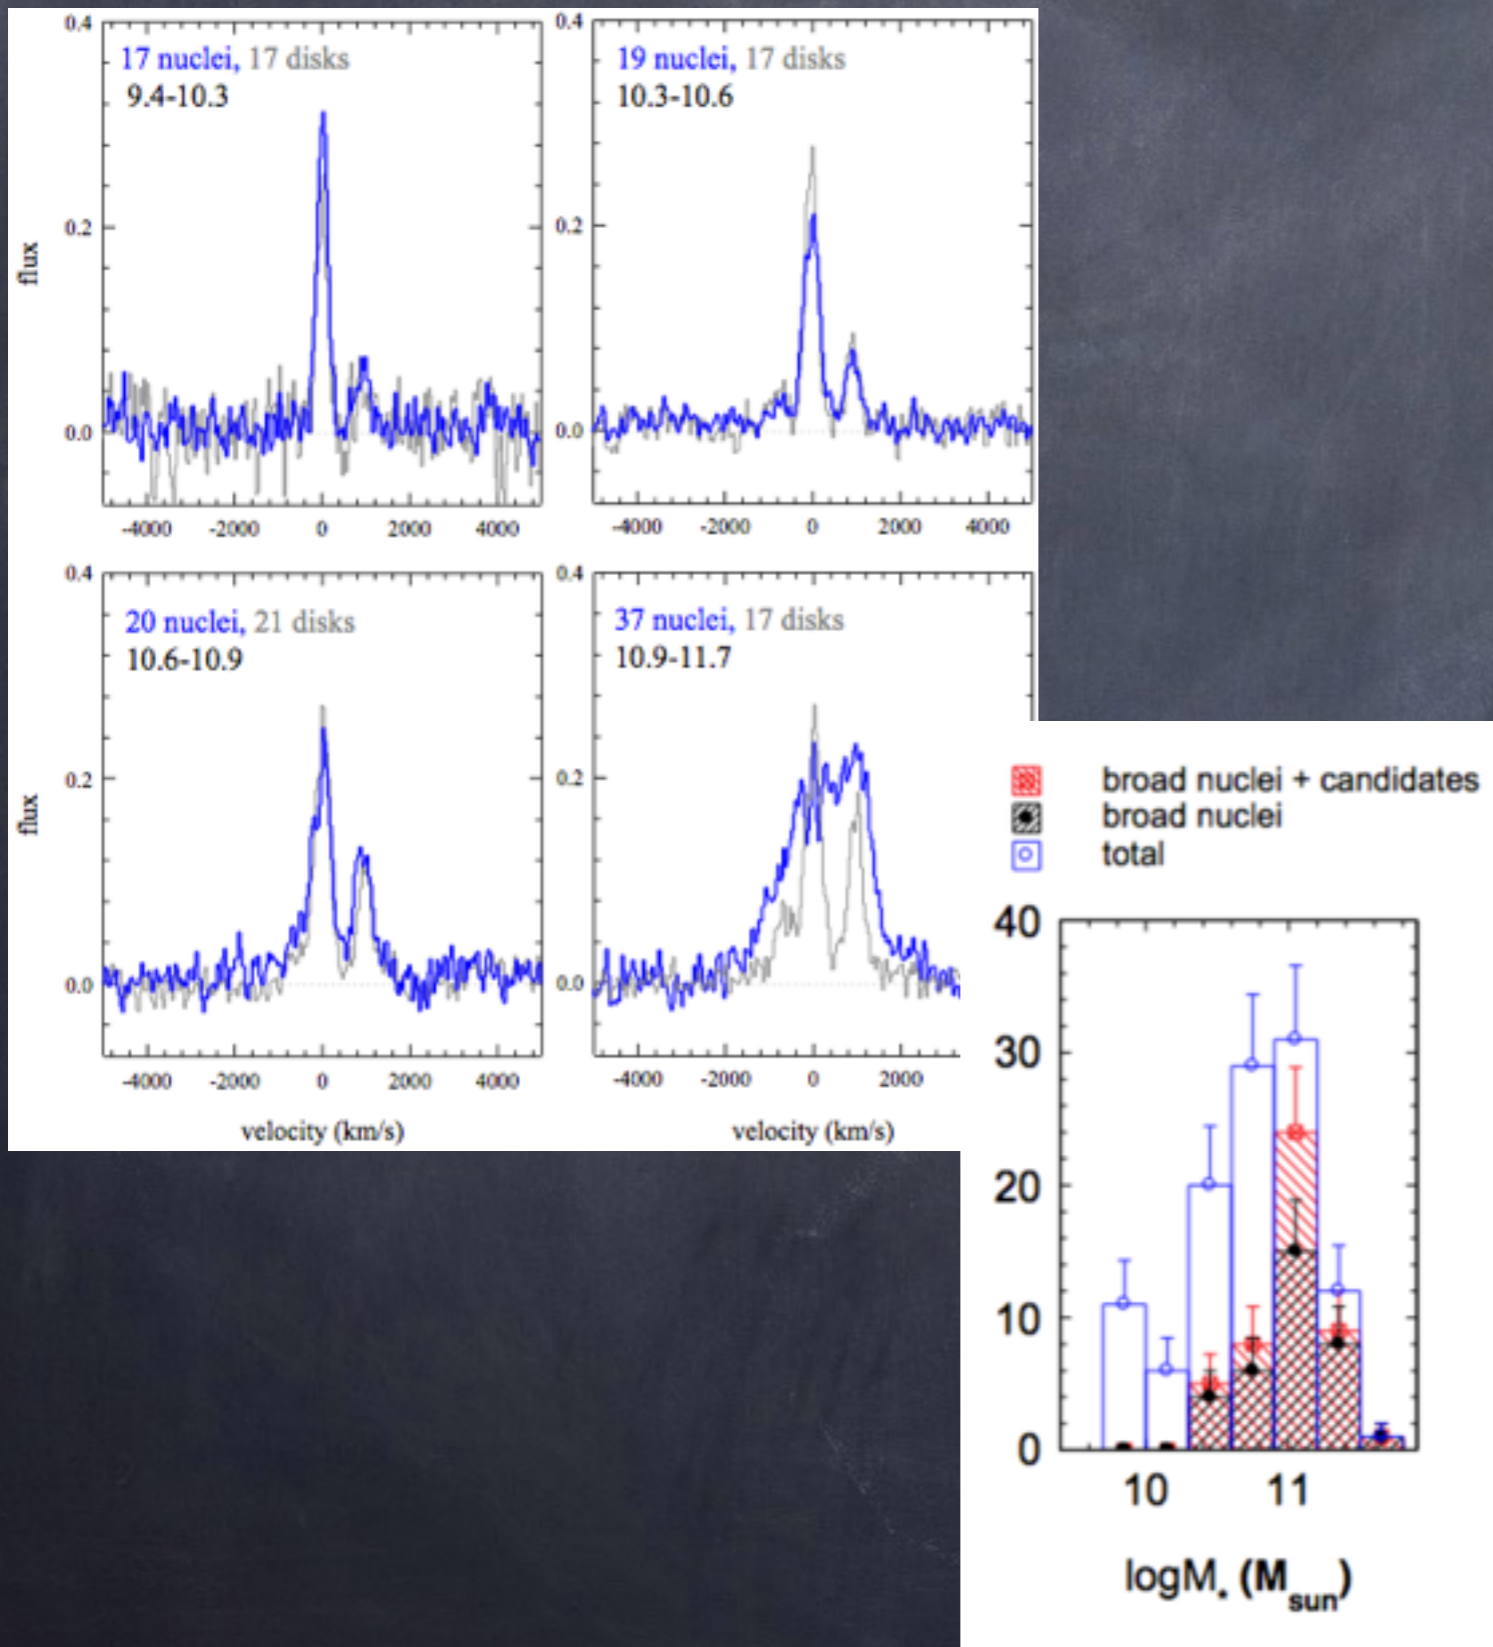 0.4
17 nuclei, 17 disks
9.4-10.3
0.2
flux
0.0
-4000 -2000 0 2000 4000
0.4
19 nuclei, 17 disks
10.3-10.6
0.2
0.0
-4000 -2000 0 2000 4000
0.4
20 nuclei, 21 disks
10.6-10.9
0.2
flux
0.0
-4000 -2000 0 2000 4000
velocity (km/s)
0.4
37 nuclei, 17 disks
10.9-11.7
0.2
0.0
-4000 -2000 0 2000
velocity (km/s)
broad nuclei + candidates
broad nuclei
total
40
30
20
10
0
10 11
logM* (Msun)